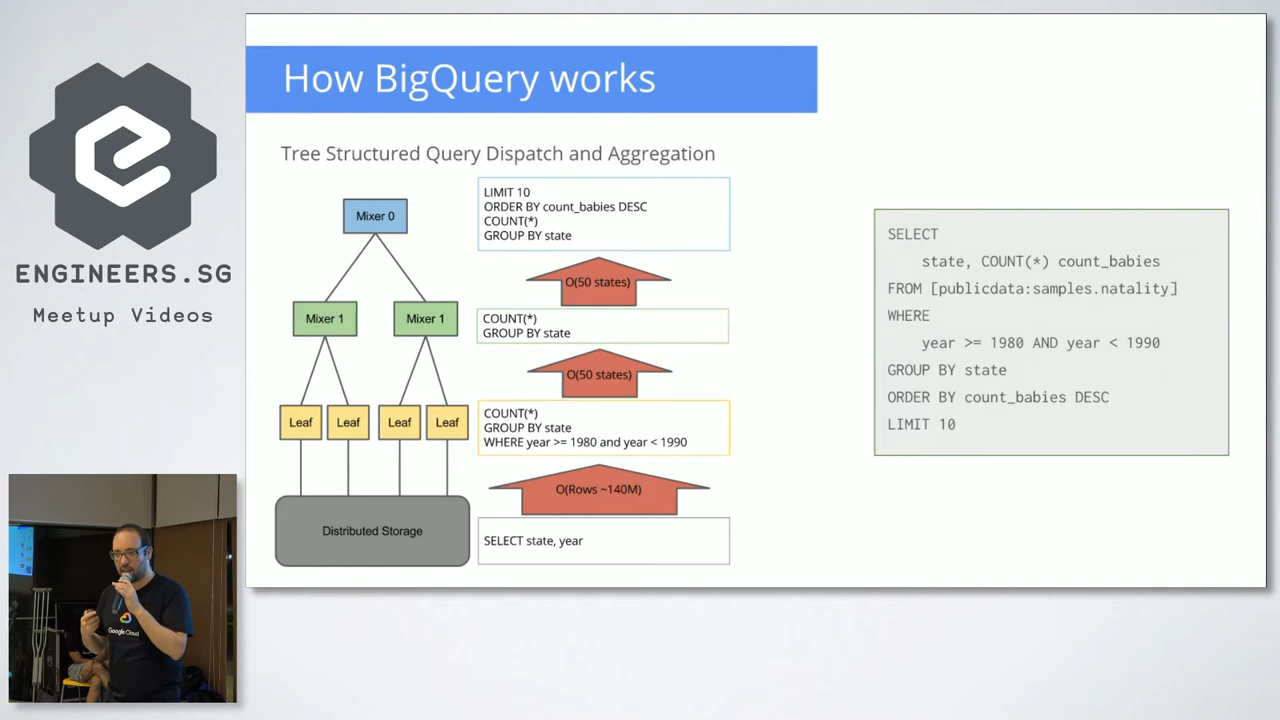 How BigQuery works
Tree Structured Query Dispatch and Aggregation
Mixer 0
Mixer 1
Mixer 1
Leaf
Leaf
Leaf
Leaf
Distributed Storage
LIMIT 10
ORDER BY count_babies DESC
COUNT(*)
GROUP BY state
O(50 states)
COUNT(*)
GROUP BY state
O(50 states)
COUNT(*)
GROUP BY state
WHERE year >= 1980 and year < 1990
O(Rows ~140M)
SELECT state, year
SELECT
state, COUNT(*) count_babies
FROM [publicdata:samples.natality]
WHERE
year >= 1980 AND year < 1990
GROUP BY state
ORDER BY count_babies DESC
LIMIT 10
ENGINEERS.SG
Meetup Videos
Google Cloud